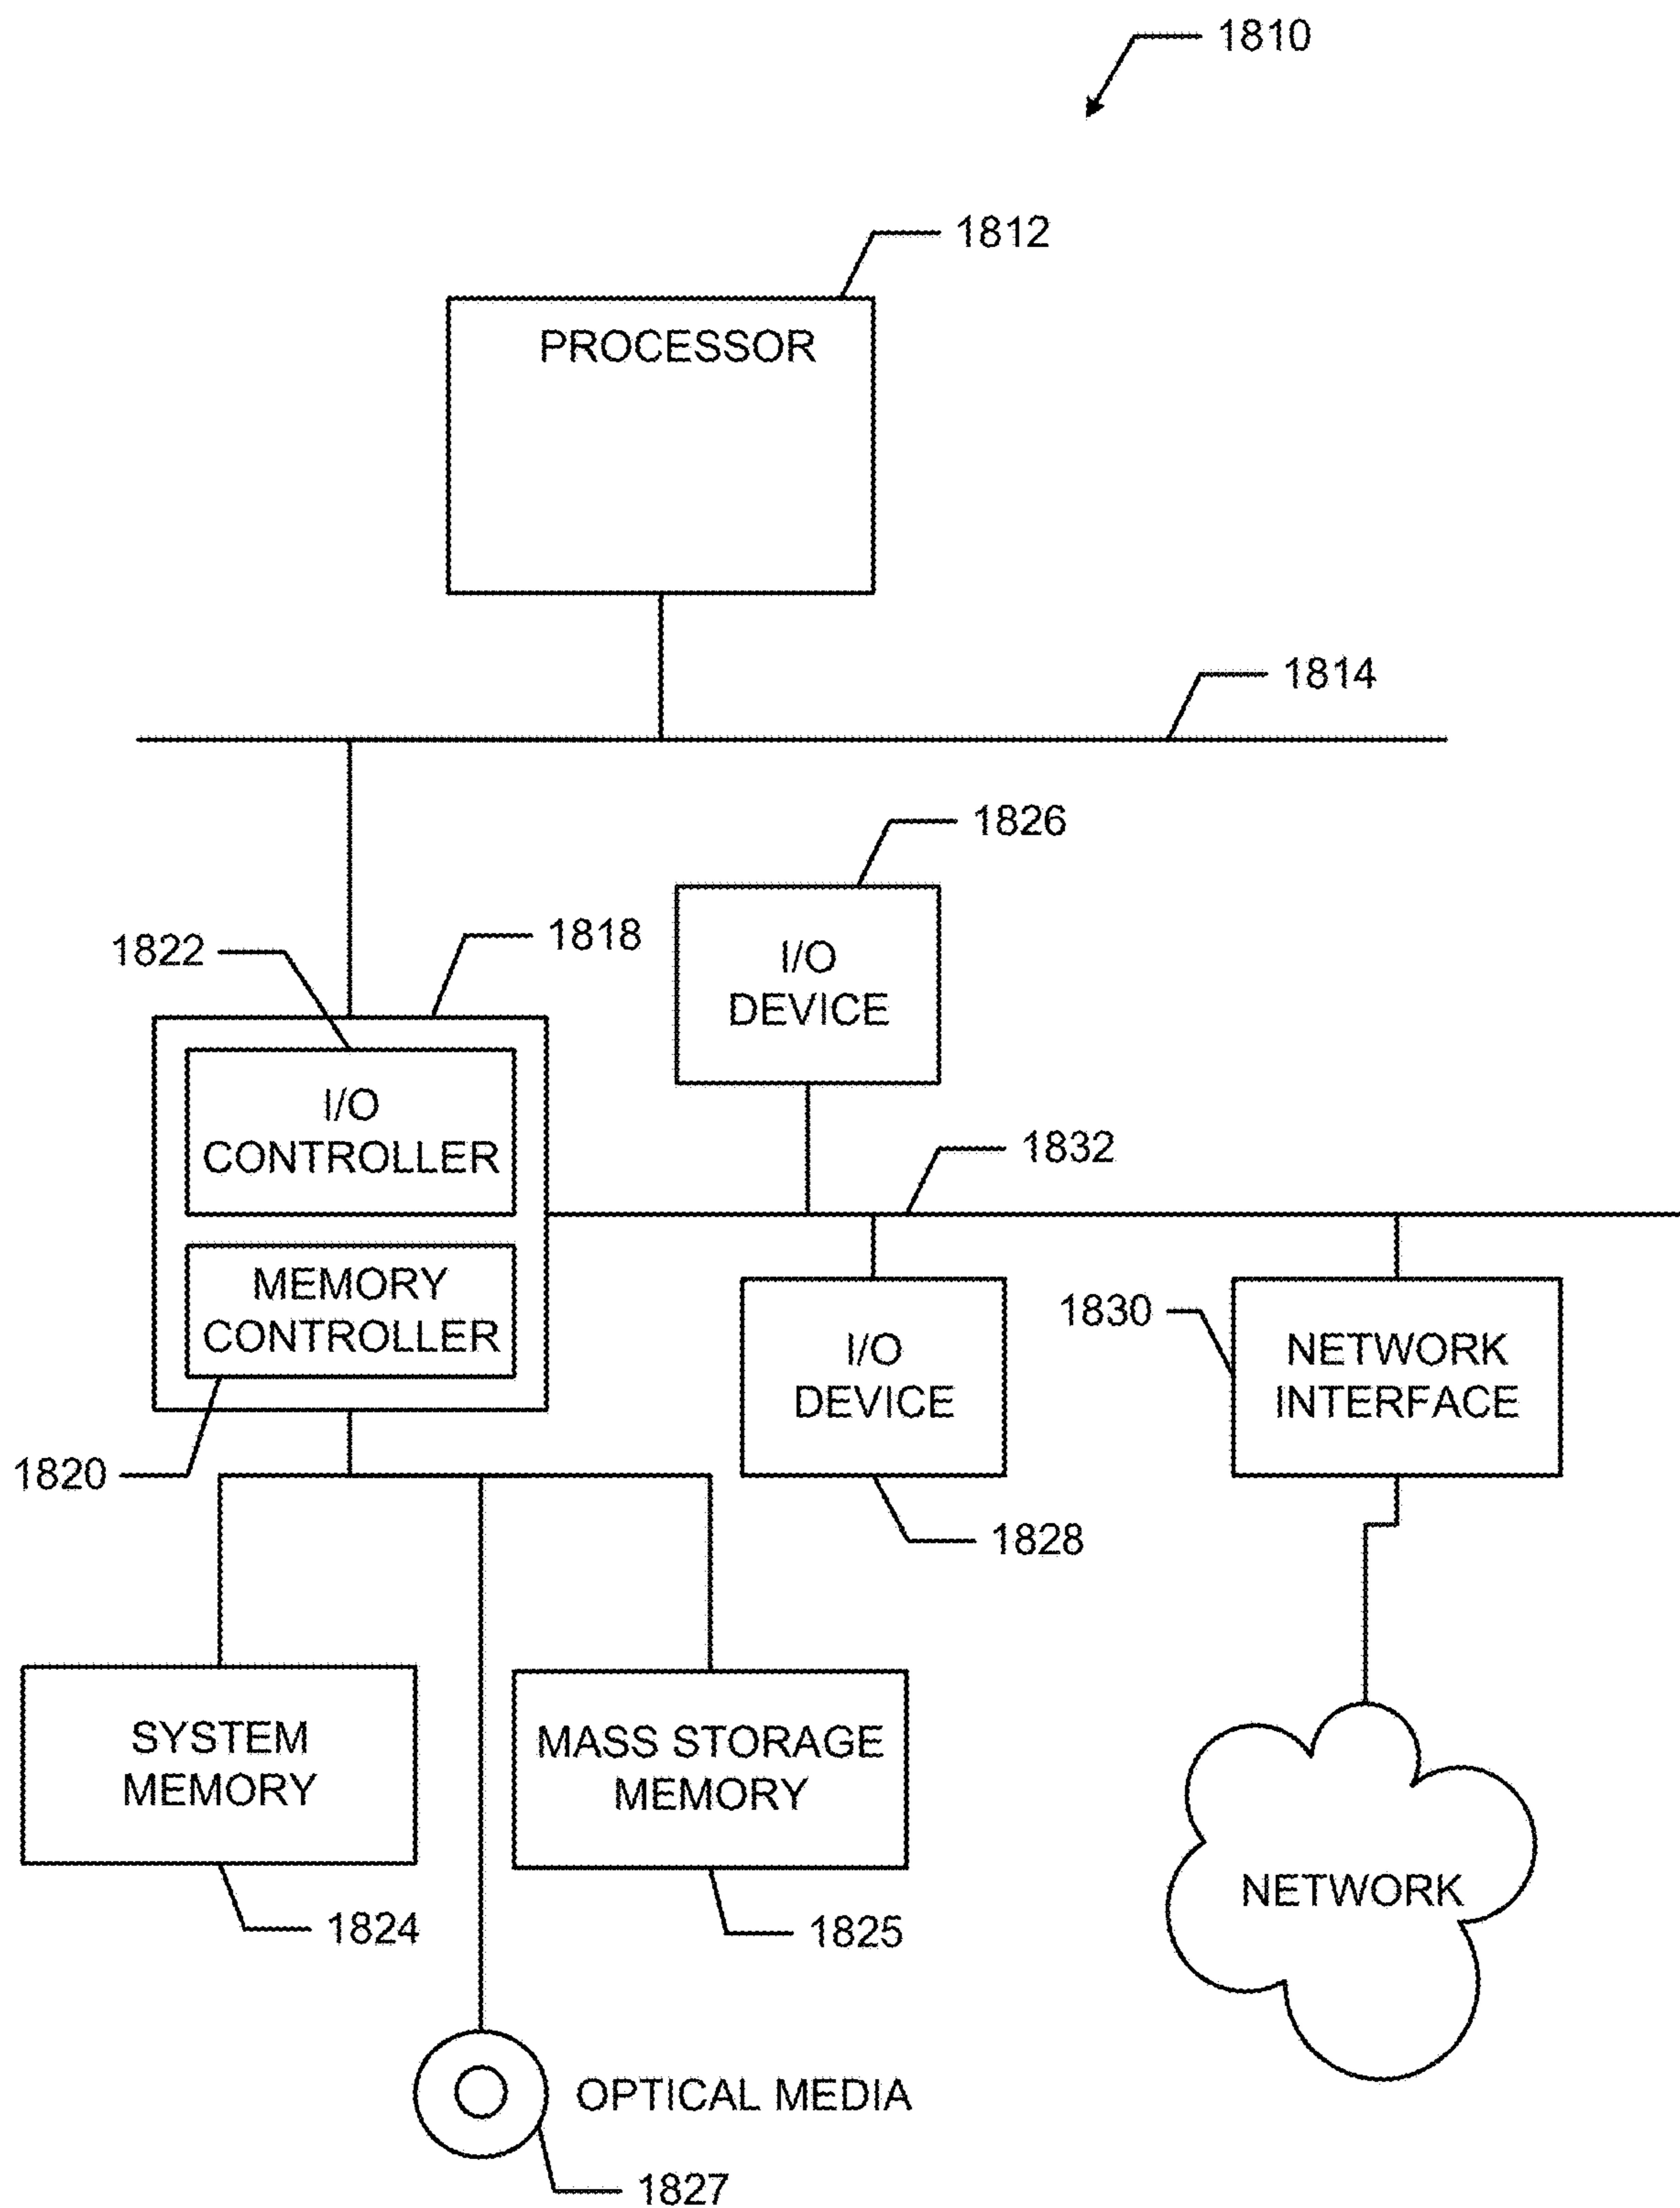 1810
1812
PROCESSOR
1814
1826
1822
1818
I/O
DEVICE
I/O
CONTROLLER
1832
MEMORY
CONTROLLER
1830
I/O
DEVICE
NETWORK
INTERFACE
1820
1828
SYSTEM
MEMORY
MASS STORAGE
MEMORY
NETWORK
1824
1825
OPTICAL MEDIA
1827